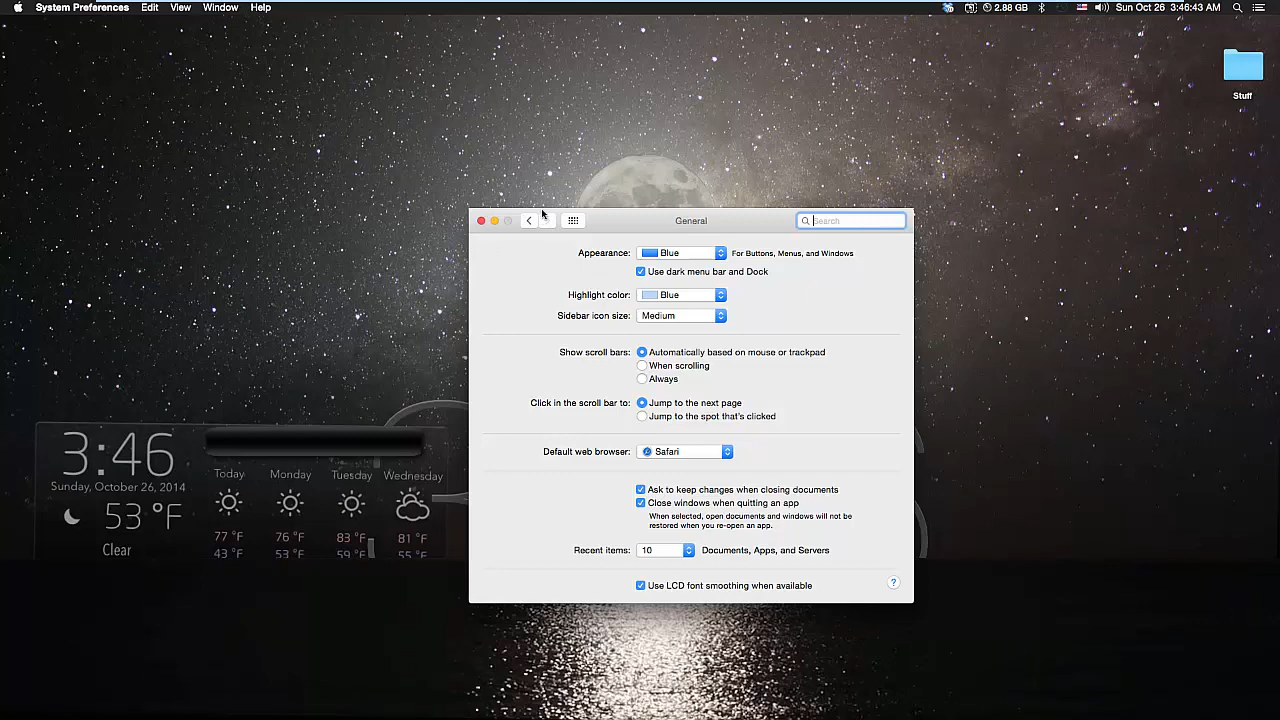 System Preferences Edit View Window Help
2.88 GB Sun Oct 26 3:46:43 AM
Stuff
General
Search
Appearance: Blue For Buttons, Menus, and Windows
Use dark menu bar and Dock
Highlight color: Blue
Sidebar icon size: Medium
Show scroll bars: Automatically based on mouse or trackpad
When scrolling
Always
Click in the scroll bar to: Jump to the next page
Jump to the spot that's clicked
Default web browser: Safari
Ask to keep changes when closing documents
Close windows when quitting an app
When selected, open documents and windows will not be
restored when you re-open an app.
Recent items: 10 Documents, Apps, and Servers
Use LCD font smoothing when available
?
3:46
Sunday, October 26, 2014
53 °F
Clear
Today Monday Tuesday Wednesday
77 °F 76 °F 83 °F 81 °F
43 °F 53 °F 59 °F 55 °F